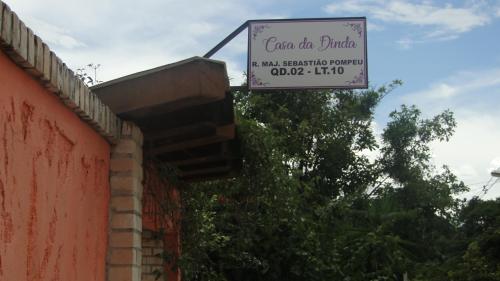 Casa da Dinda
R. MAJ. SEBASTIÃO POMPEU
QD.02 - LT.10